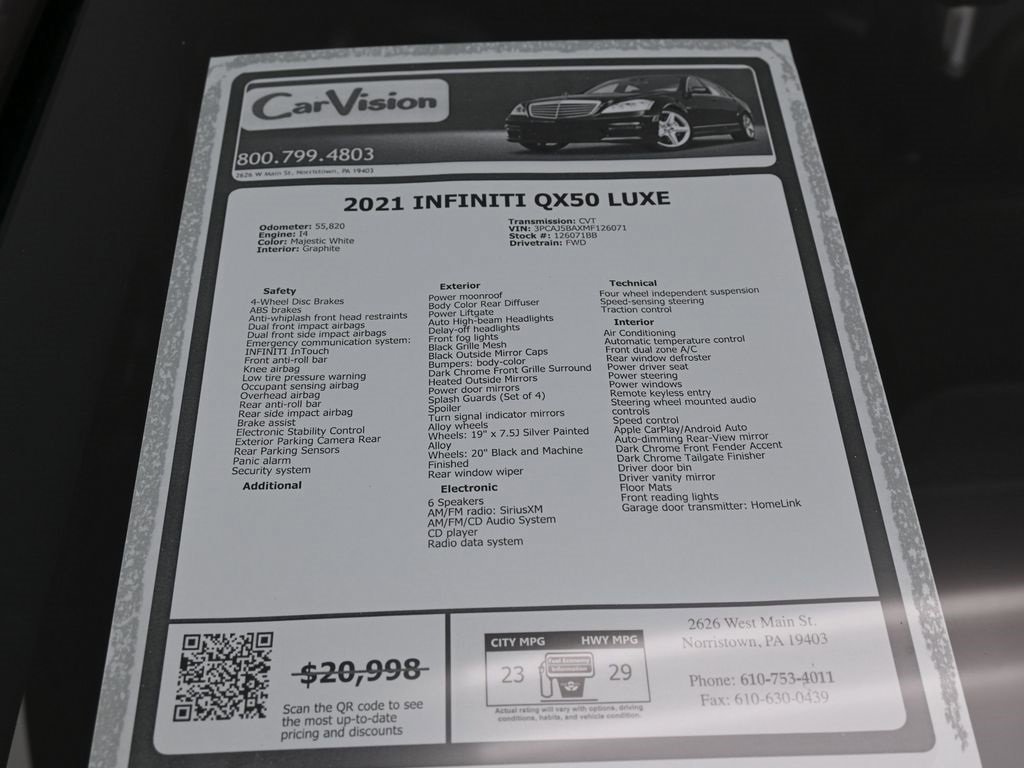 CarVision
800.799.4803
2626 W Main St, Norristown, PA 19403
2021 INFINITI QX50 LUXE
Odometer: 55,820
Engine: I4
Color: Majestic White
Interior: Graphite
Transmission: CVT
VIN: 3PCAJ5BAXMF126071
Stock #: 126071BB
Drivetrain: FWD
Safety
4-Wheel Disc Brakes
ABS brakes
Anti-whiplash front head restraints
Dual front impact airbags
Dual front side impact airbags
Emergency communication system:
INFINITI InTouch
Front anti-roll bar
Knee airbag
Low tire pressure warning
Occupant sensing airbag
Overhead airbag
Rear anti-roll bar
Rear side impact airbag
Brake assist
Electronic Stability Control
Exterior Parking Camera Rear
Rear Parking Sensors
Panic alarm
Security system
Additional
Exterior
Power moonroof
Body Color Rear Diffuser
Power Liftgate
Auto High-beam Headlights
Delay-off headlights
Front fog lights
Black Grille Mesh
Black Outside Mirror Caps
Bumpers: body-color
Dark Chrome Front Grille Surround
Heated Outside Mirrors
Power door mirrors
Splash Guards (Set of 4)
Spoiler
Turn signal indicator mirrors
Alloy wheels
Wheels: 19" x 7.5J Silver Painted
Alloy
Wheels: 20" Black and Machine
Finished
Rear window wiper
Electronic
6 Speakers
AM/FM radio: SiriusXM
AM/FM/CD Audio System
CD player
Radio data system
Technical
Four wheel independent suspension
Speed-sensing steering
Traction control
Interior
Air Conditioning
Automatic temperature control
Front dual zone A/C
Rear window defroster
Power driver seat
Power steering
Power windows
Remote keyless entry
Steering wheel mounted audio
controls
Speed control
Apple CarPlay/Android Auto
Auto-dimming Rear-View mirror
Dark Chrome Front Fender Accent
Dark Chrome Tailgate Finisher
Driver door bin
Driver vanity mirror
Floor Mats
Front reading lights
Garage door transmitter: HomeLink
$20,998
Scan the QR code to see
the most up-to-date
pricing and discounts
CITY MPG
HWY MPG
23
Fuel Economy
Information
29
Actual rating will vary with options, driving
conditions, habits, and vehicle condition.
2626 West Main St.
Norristown, PA 19403
Phone: 610-753-4011
Fax: 610-630-0439